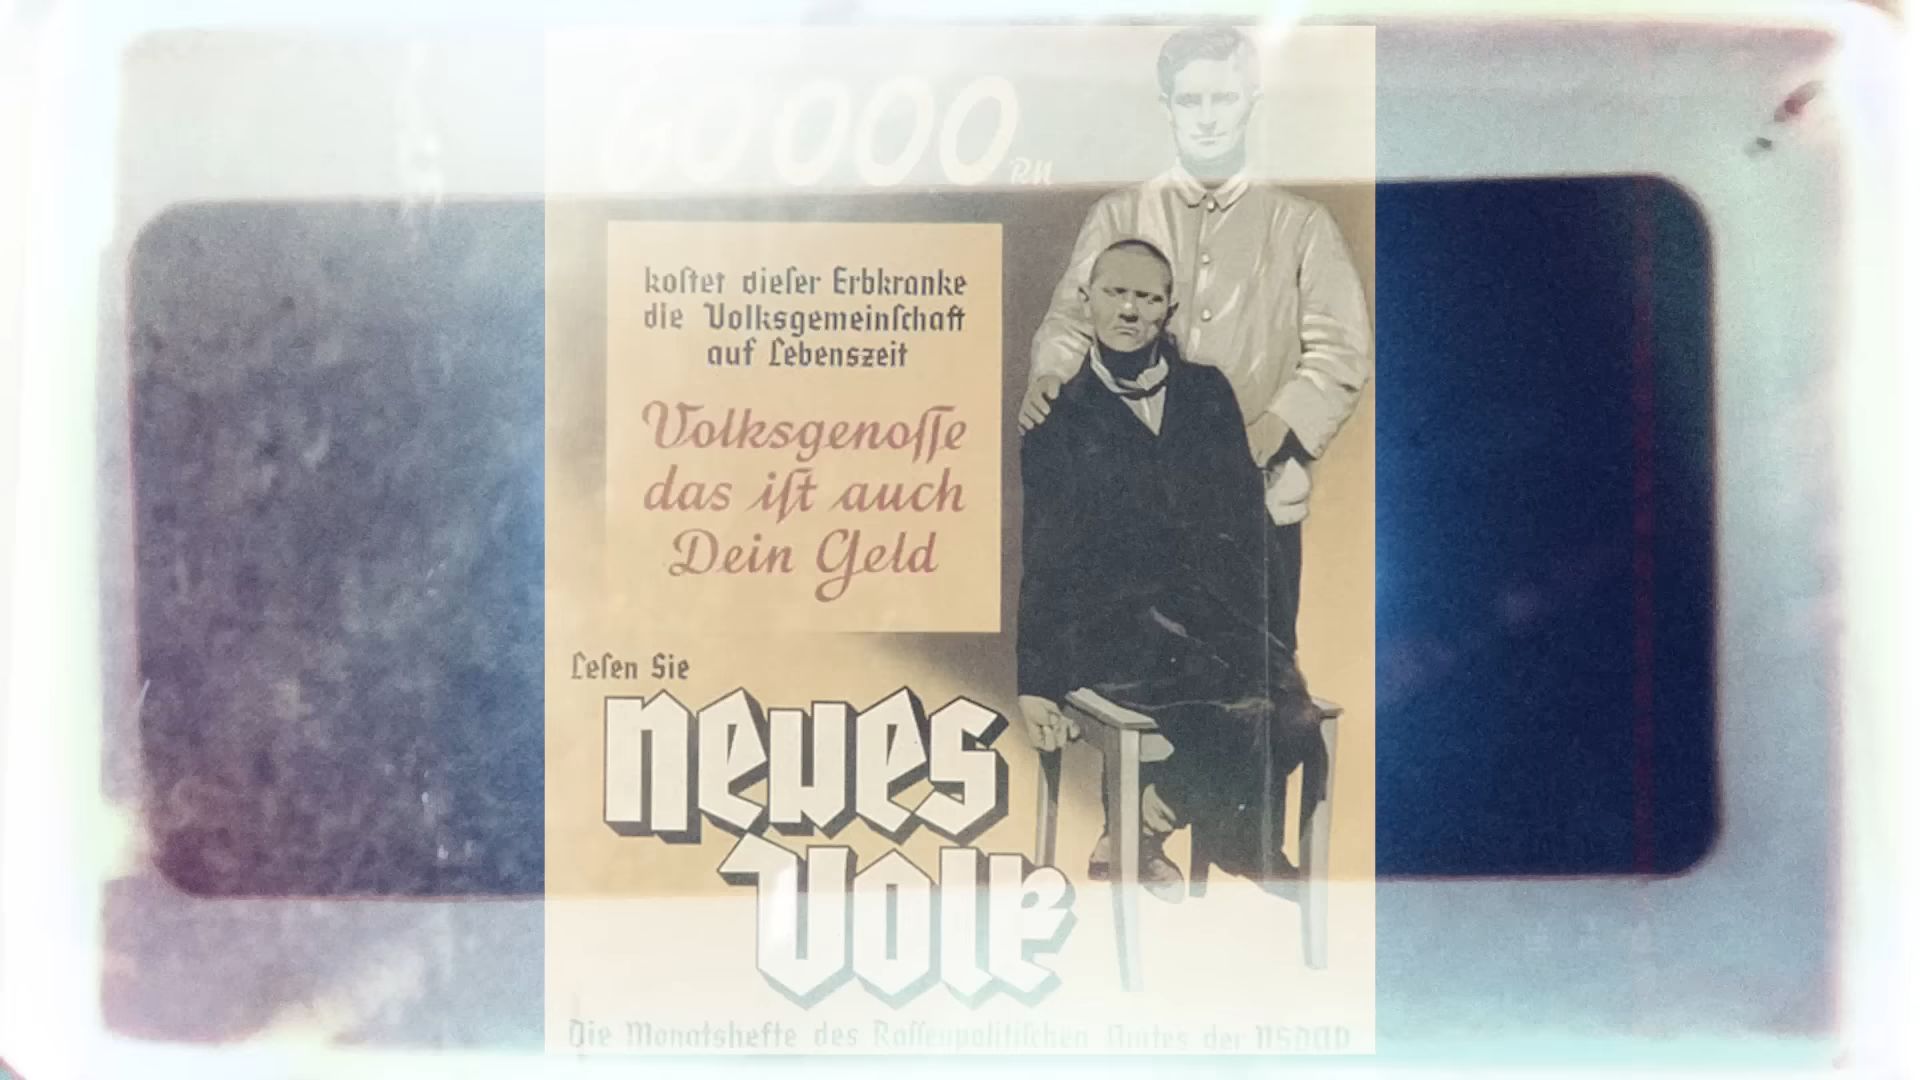 60000 RM
koſtet dieſer Erbkranke
die Volksgemeinſchaft
auf Lebenszeit
Volksgenoſſe
das iſt auch
Dein Geld
Leſen Sie
neues
Volk
Die Monatshefte des Raſſenpolitiſchen Amtes der NSDAP